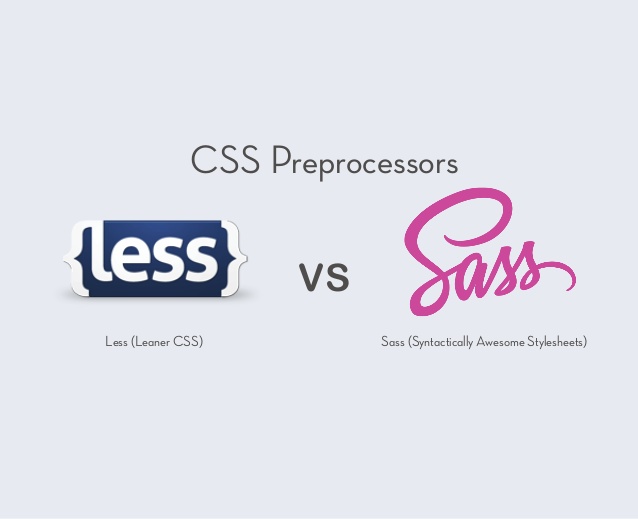 CSS Preprocessors
{less}
vs
Sass
Less (Leaner CSS)
Sass (Syntactically Awesome Stylesheets)